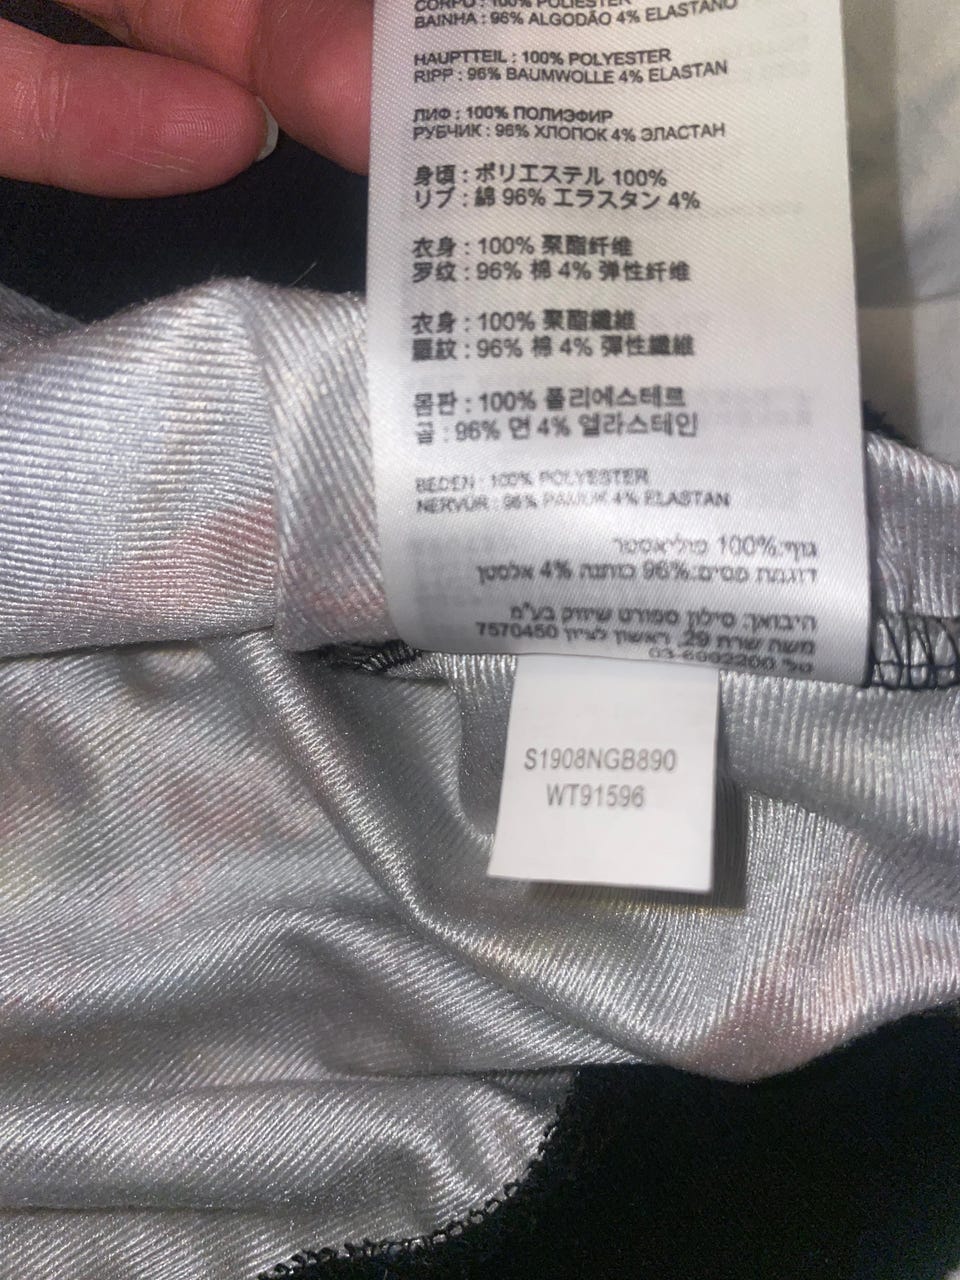 CORPO : 100% POLIÉSTER
BAINHA : 96% ALGODÃO 4% ELASTANO
HAUPTTEIL : 100% POLYESTER
RIPP : 96% BAUMWOLLE 4% ELASTAN
ЛИФ : 100% ПОЛИЭФИР
РУБЧИК : 96% ХЛОПОК 4% ЭЛАСТАН
身頃 : ポリエステル 100%
リブ : 綿 96% エラスタン 4%
衣身 : 100% 聚酯纤维
罗纹 : 96% 棉 4% 弹性纤维
衣身 : 100% 聚酯纖維
羅紋 : 96% 棉 4% 彈性纖維
몸판 : 100% 폴리에스테르
골 : 96% 면 4% 엘라스테인
BEDEN : 100% POLYESTER
NERVÜR : 96% PAMUK 4% ELASTAN
גוף:100% פוליאסטר
דוגמת פסים:96% כותנה 4% אלסטן
היבואן: סילון ספורט שיווק בע"מ
משה שרת 29, ראשון לציון 7570450
טל' 03-6002200
S1908NGB890
WT91596